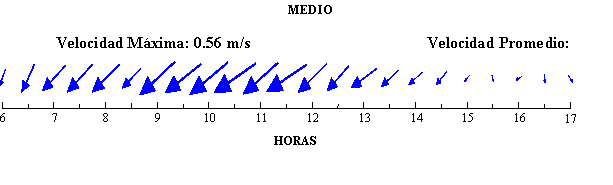 MEDIO
Velocidad Máxima: 0.56 m/s Velocidad Promedio:
6 7 8 9 10 11 12 13 14 15 16 17
HORAS